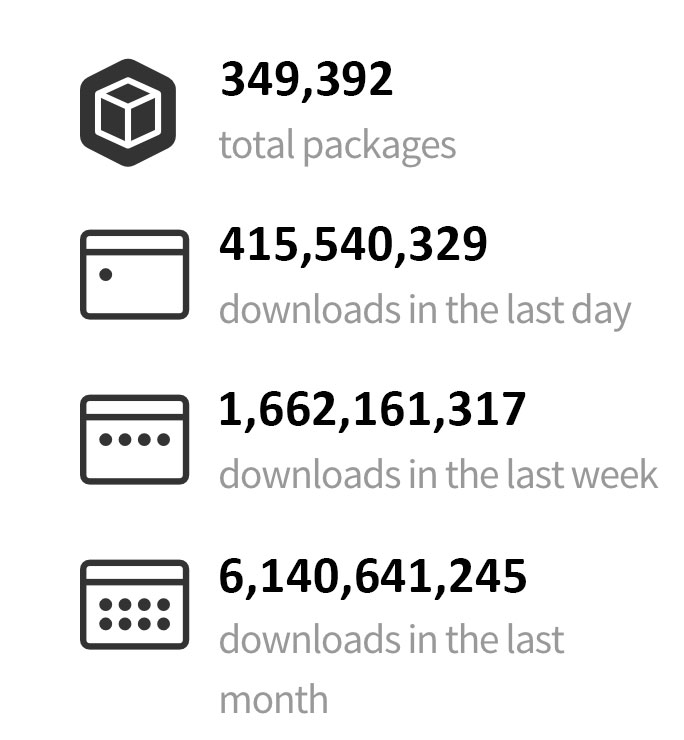 349,392
total packages
415,540,329
downloads in the last day
1,662,161,317
downloads in the last week
6,140,641,245
downloads in the last
month